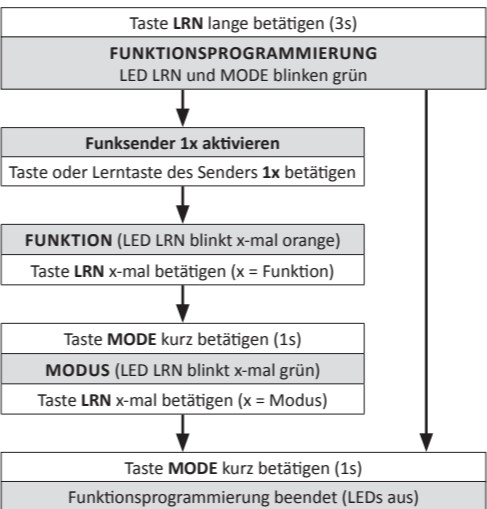 Taste LRN lange betätigen (3s)
FUNKTIONSPROGRAMMIERUNG
LED LRN und MODE blinken grün
Funksender 1x aktivieren
Taste oder Lerntaste des Senders 1x betätigen
FUNKTION (LED LRN blinkt x-mal orange)
Taste LRN x-mal betätigen (x = Funktion)
Taste MODE kurz betätigen (1s)
MODUS (LED LRN blinkt x-mal grün)
Taste LRN x-mal betätigen (x = Modus)
Taste MODE kurz betätigen (1s)
Funktionsprogrammierung beendet (LEDs aus)